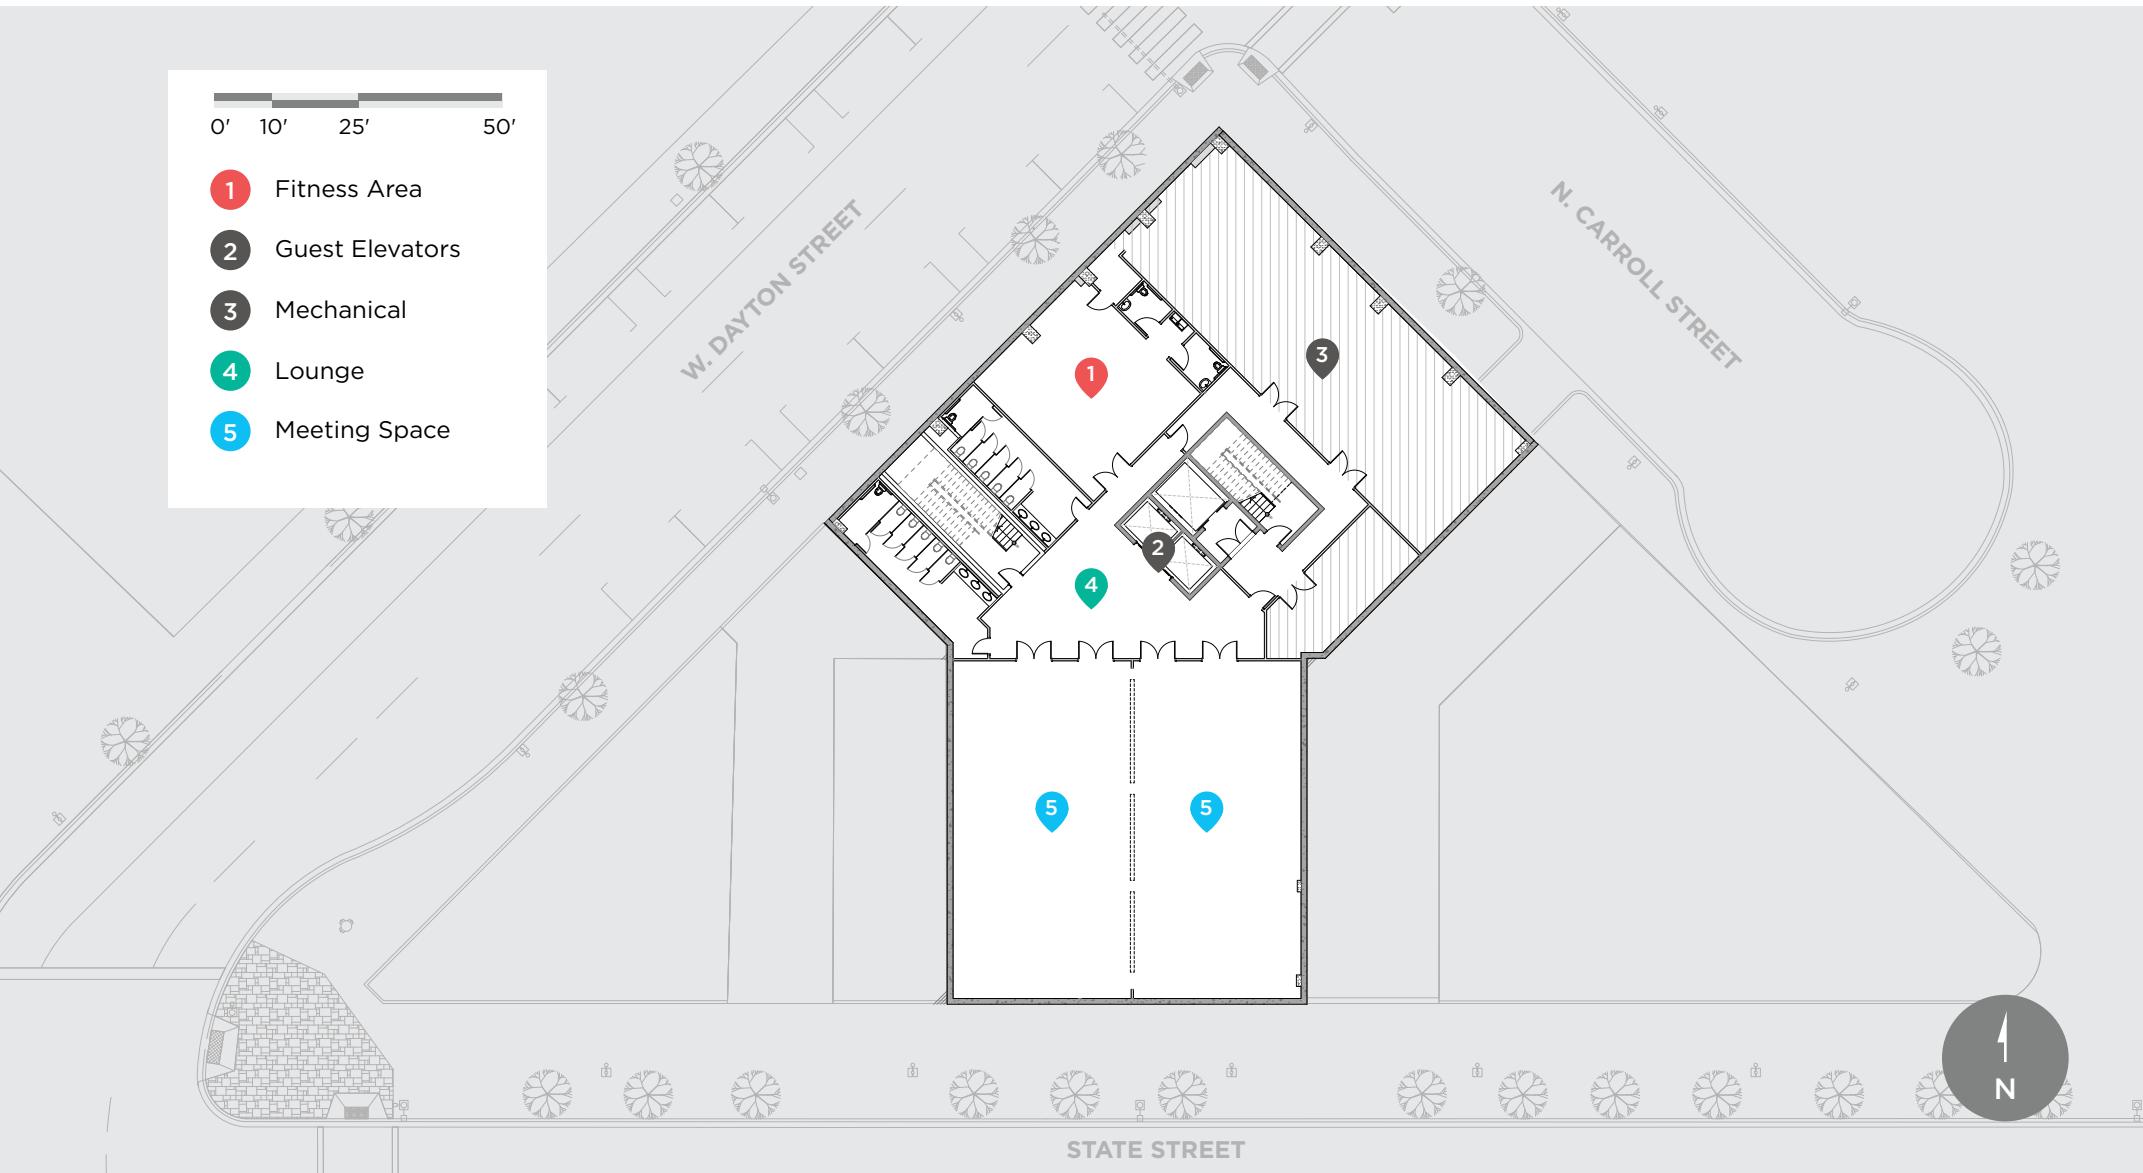 0' 10' 25' 50'
1 Fitness Area
2 Guest Elevators
3 Mechanical
4 Lounge
5 Meeting Space
W. DAYTON STREET
N. CARROLL STREET
3
1
2
4
5 5
N
STATE STREET